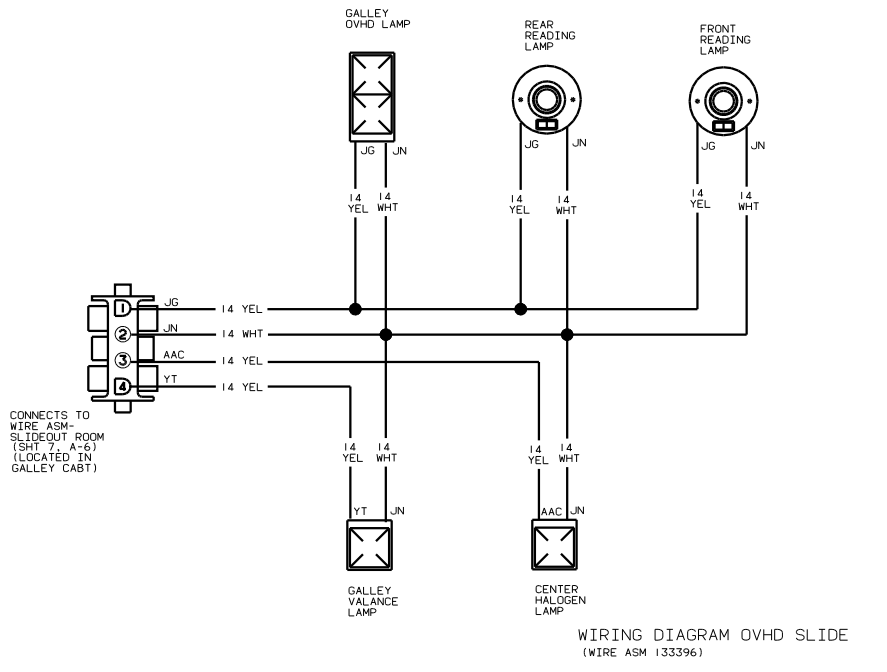 GALLEY
OVHD LAMP
REAR
READING
LAMP
FRONT
READING
LAMP
JG
JN
JG
JN
JG
JN
14
YEL
14
WHT
14
YEL
14
WHT
14
YEL
14
WHT
1
JG
14 YEL
2
JN
14 WHT
3
AAC
14 YEL
4
YT
14 YEL
CONNECTS TO
WIRE ASM-
SLIDEOUT ROOM
(SHT 7, A-6)
(LOCATED IN
GALLEY CABT)
14
YEL
14
WHT
14
YEL
14
WHT
YT
JN
AAC
JN
GALLEY
VALANCE
LAMP
CENTER
HALOGEN
LAMP
WIRING DIAGRAM OVHD SLIDE
(WIRE ASM 133396)